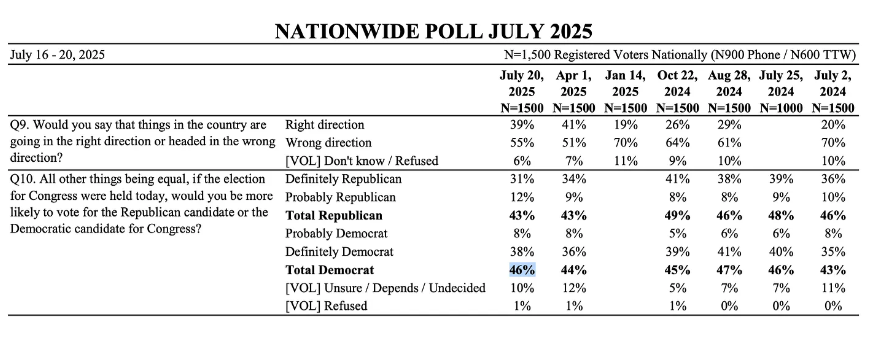 NATIONWIDE POLL JULY 2025
July 16 - 20, 2025 N=1,500 Registered Voters Nationally (N900 Phone / N600 TTW)
July 20, Apr 1, Jan 14, Oct 22, Aug 28, July 25, July 2,
2025 2025 2025 2024 2024 2024 2024
N=1500 N=1500 N=1500 N=1500 N=1500 N=1000 N=1500
Q9. Would you say that things in the country are Right direction 39% 41% 19% 26% 29% 20%
going in the right direction or headed in the wrong Wrong direction 55% 51% 70% 64% 61% 70%
direction? [VOL] Don't know / Refused 6% 7% 11% 9% 10% 10%
Q10. All other things being equal, if the election Definitely Republican 31% 34% 41% 38% 39% 36%
for Congress were held today, would you be more Probably Republican 12% 9% 8% 8% 9% 10%
likely to vote for the Republican candidate or the Total Republican 43% 43% 49% 46% 48% 46%
Democratic candidate for Congress? Probably Democrat 8% 8% 5% 6% 6% 8%
Definitely Democrat 38% 36% 39% 41% 40% 35%
Total Democrat 46% 44% 45% 47% 46% 43%
[VOL] Unsure / Depends / Undecided 10% 12% 5% 7% 7% 11%
[VOL] Refused 1% 1% 1% 0% 0% 0%